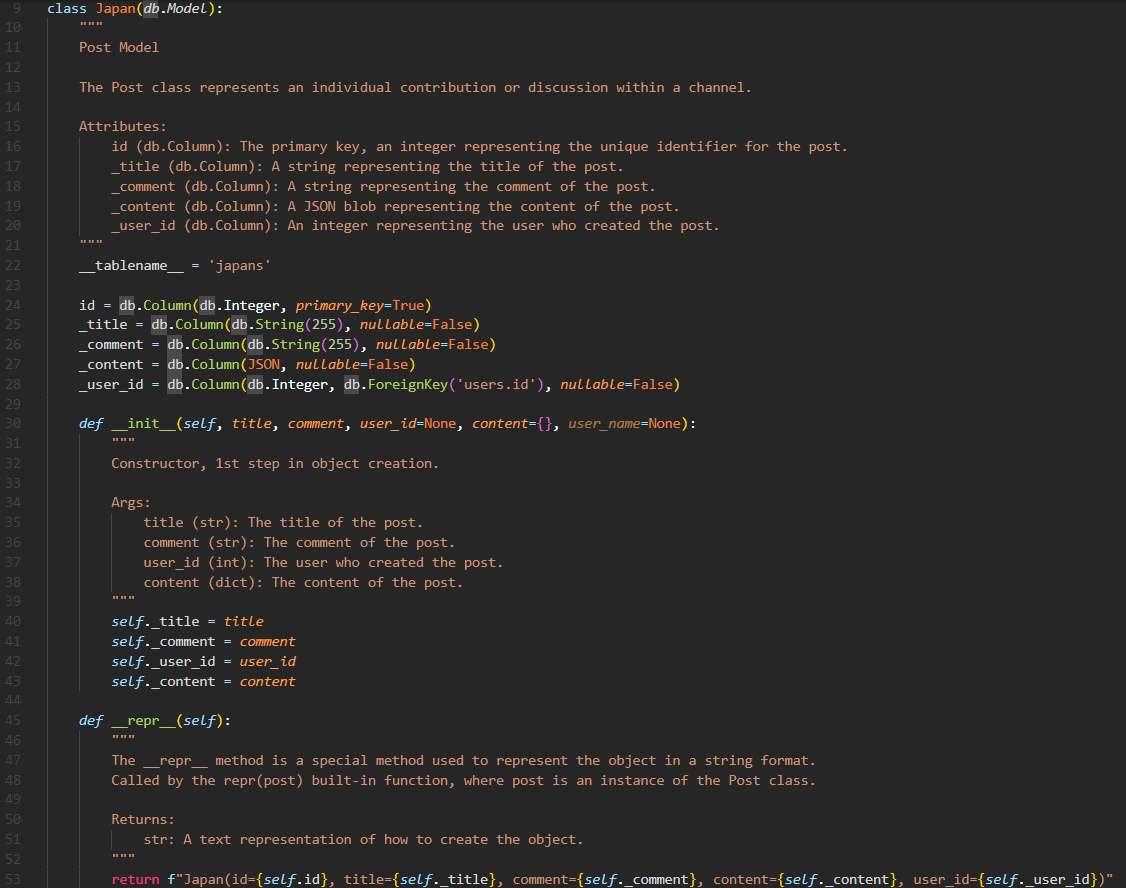 9 class Japan(db.Model):
10 """
11 Post Model
12
13 The Post class represents an individual contribution or discussion within a channel.
14
15 Attributes:
16 id (db.Column): The primary key, an integer representing the unique identifier for the post.
17 _title (db.Column): A string representing the title of the post.
18 _comment (db.Column): A string representing the comment of the post.
19 _content (db.Column): A JSON blob representing the content of the post.
20 _user_id (db.Column): An integer representing the user who created the post.
21 """
22 __tablename__ = 'japans'
23
24 id = db.Column(db.Integer, primary_key=True)
25 _title = db.Column(db.String(255), nullable=False)
26 _comment = db.Column(db.String(255), nullable=False)
27 _content = db.Column(JSON, nullable=False)
28 _user_id = db.Column(db.Integer, db.ForeignKey('users.id'), nullable=False)
29
30 def __init__(self, title, comment, user_id=None, content={}, user_name=None):
31 """
32 Constructor, 1st step in object creation.
33
34 Args:
35 title (str): The title of the post.
36 comment (str): The comment of the post.
37 user_id (int): The user who created the post.
38 content (dict): The content of the post.
39 """
40 self._title = title
41 self._comment = comment
42 self._user_id = user_id
43 self._content = content
44
45 def __repr__(self):
46 """
47 The __repr__ method is a special method used to represent the object in a string format.
48 Called by the repr(post) built-in function, where post is an instance of the Post class.
49
50 Returns:
51 str: A text representation of how to create the object.
52 """
53 return f"Japan(id={self.id}, title={self._title}, comment={self._comment}, content={self._content}, user_id={self._user_id})"